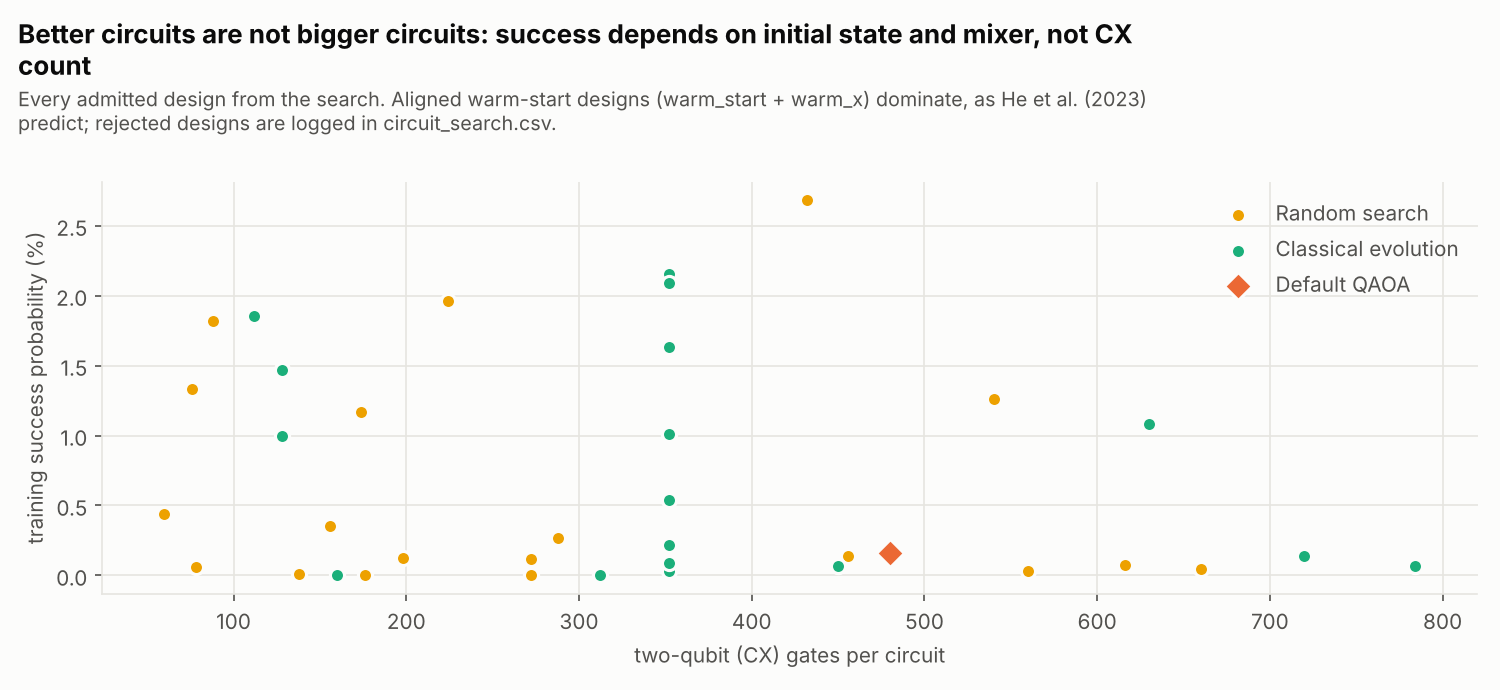 Better circuits are not bigger circuits: success depends on initial state and mixer, not CX
count
Every admitted design from the search. Aligned warm-start designs (warm_start + warm_x) dominate, as He et al. (2023)
predict; rejected designs are logged in circuit_search.csv.
training success probability (%)
2.5
2.0
1.5
1.0
0.5
0.0
Random search
Classical evolution
Default QAOA
100 200 300 400 500 600 700 800
two-qubit (CX) gates per circuit